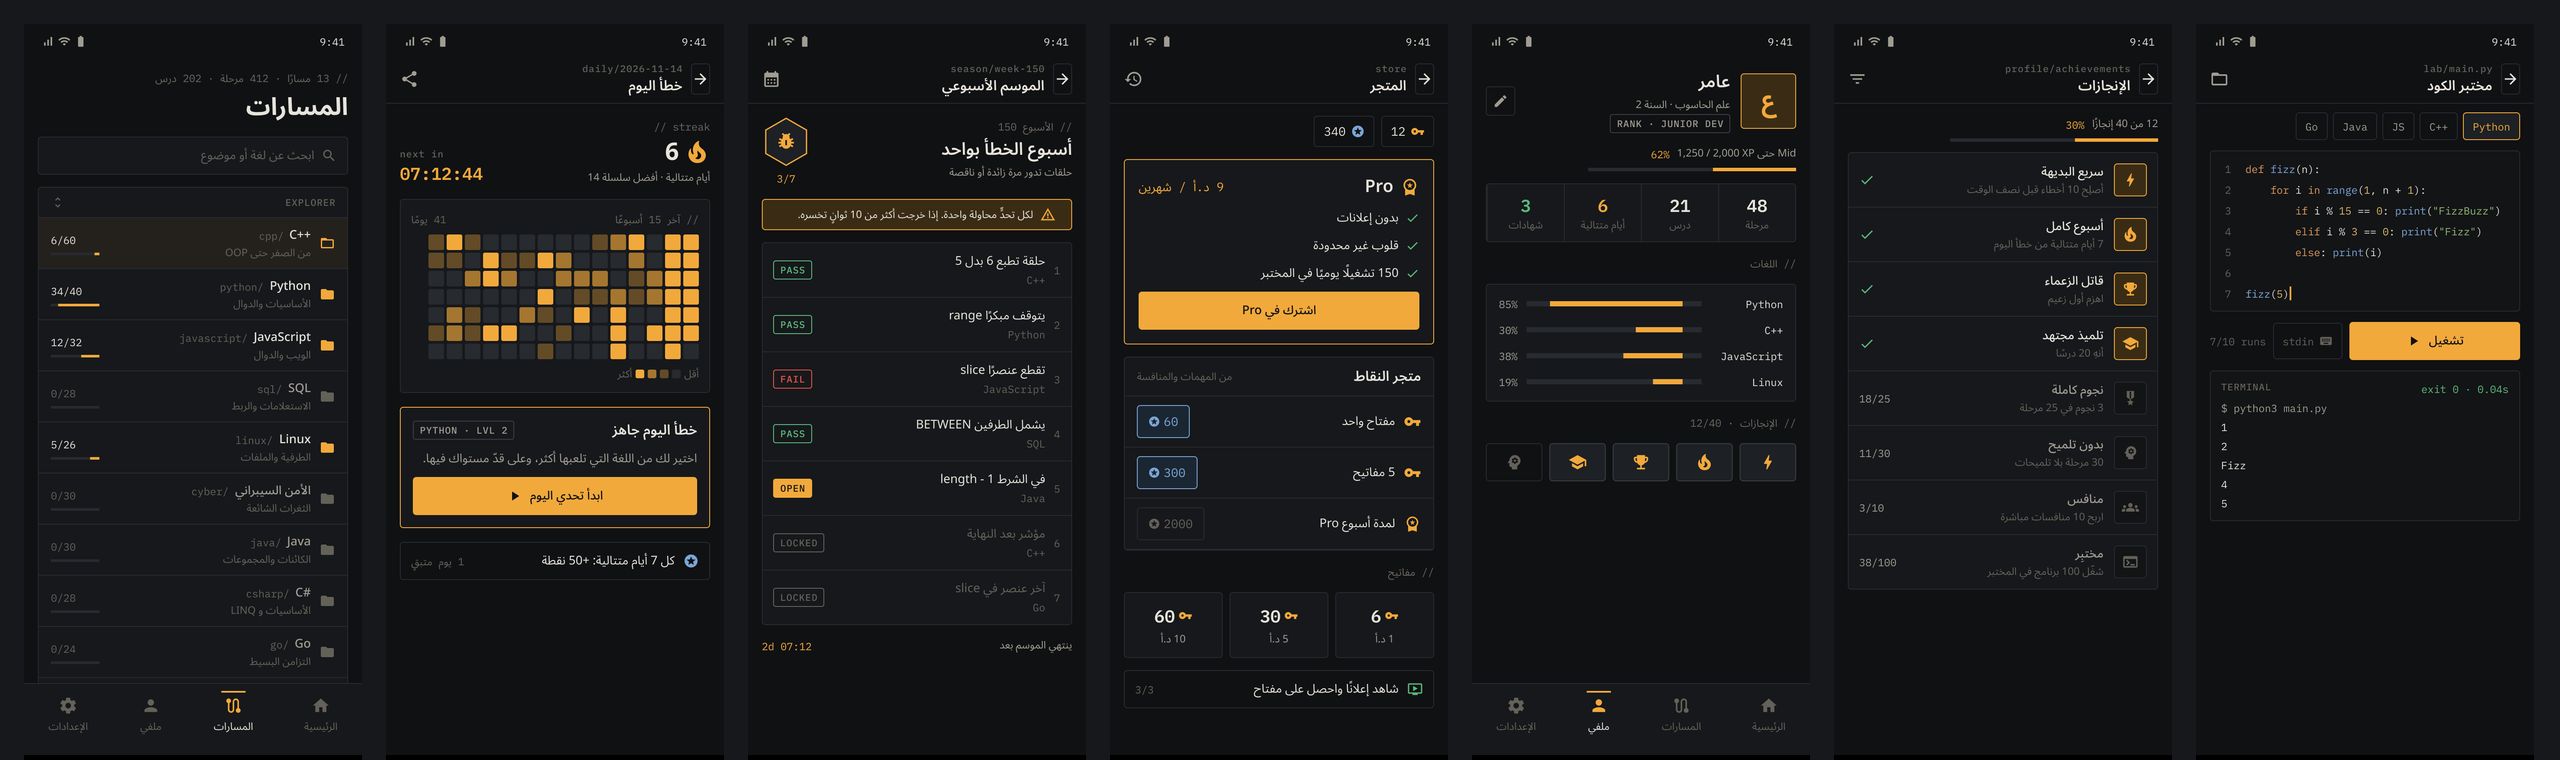 9:41
// 13 مسارًا · 412 مرحلة · 202 درس
المسارات
ابحث عن لغة أو موضوع
EXPLORER
C++ cpp/
6/60
من الصفر حتى OOP
Python python/
34/40
الأساسيات والدوال
JavaScript javascript/
12/32
الويب والدوال
SQL sql/
0/28
الاستعلامات والربط
Linux linux/
5/26
الطرفية والملفات
الأمن السيبراني cyber/
0/30
الثغرات الشائعة
Java java/
0/30
الكائنات والمجموعات
C# csharp/
0/28
الأساسيات و LINQ
Go go/
0/24
التزامن البسيط
الرئيسية
المسارات
ملفي
الإعدادات
9:41
daily/2026-11-14
خطأ اليوم
// streak
6
أيام متتالية · أفضل سلسلة 14
next in
07:12:44
// آخر 15 أسبوعًا
41 يومًا
أقل
أكثر
خطأ اليوم جاهز
PYTHON · LVL 2
اختير لك من اللغة التي تلعبها أكثر، وعلى قدّ مستواك فيها.
ابدأ تحدي اليوم
كل 7 أيام متتالية: +50 نقطة
1 يوم متبقٍ
9:41
season/week-150
الموسم الأسبوعي
// الأسبوع 150
أسبوع الخطأ بواحد
حلقات تدور مرة زائدة أو ناقصة
3/7
لكل تحدٍّ محاولة واحدة. إذا خرجت أكثر من 10 ثوانٍ تخسره.
1
حلقة تطبع 6 بدل 5
C++
PASS
2
يتوقف مبكرًا range
Python
PASS
3
تقطع عنصرًا slice
JavaScript
FAIL
4
يشمل الطرفين BETWEEN
SQL
PASS
5
في الشرط length - 1
Java
OPEN
6
مؤشر بعد النهاية
C++
LOCKED
7
آخر عنصر في slice
Go
LOCKED
ينتهي الموسم بعد
2d 07:12
9:41
store
المتجر
12
340
Pro
9 د.أ / شهرين
بدون إعلانات
قلوب غير محدودة
150 تشغيلًا يوميًا في المختبر
اشترك في Pro
متجر النقاط
من المهمات والمنافسة
مفتاح واحد
60
5 مفاتيح
300
لمدة أسبوع Pro
2000
// مفاتيح
6
1 د.أ
30
5 د.أ
60
10 د.أ
شاهد إعلانًا واحصل على مفتاح
3/3
9:41
ع
عامر
علم الحاسوب · السنة 2
RANK · JUNIOR DEV
1,250 / 2,000 XP حتى Mid
62%
48
مرحلة
21
درس
6
أيام متتالية
3
شهادات
// اللغات
Python
85%
C++
30%
JavaScript
38%
Linux
19%
// الإنجازات · 12/40
الرئيسية
المسارات
ملفي
الإعدادات
9:41
profile/achievements
الإنجازات
12 من 40 إنجازًا
30%
سريع البديهة
أصلِح 10 أخطاء قبل نصف الوقت
أسبوع كامل
7 أيام متتالية من خطأ اليوم
قاتل الزعماء
اهزم أول زعيم
تلميذ مجتهد
أنهِ 20 درسًا
نجوم كاملة
3 نجوم في 25 مرحلة
18/25
بدون تلميح
30 مرحلة بلا تلميحات
11/30
منافس
اربح 10 منافسات مباشرة
3/10
مختبِر
شغّل 100 برنامج في المختبر
38/100
9:41
lab/main.py
مختبر الكود
Python
C++
JS
Java
Go
1 def fizz(n):
2 for i in range(1, n + 1):
3 if i % 15 == 0: print("FizzBuzz")
4 elif i % 3 == 0: print("Fizz")
5 else: print(i)
6
7 fizz(5)
تشغيل
stdin
7/10 runs
TERMINAL
exit 0 · 0.04s
$ python3 main.py
1
2
Fizz
4
5